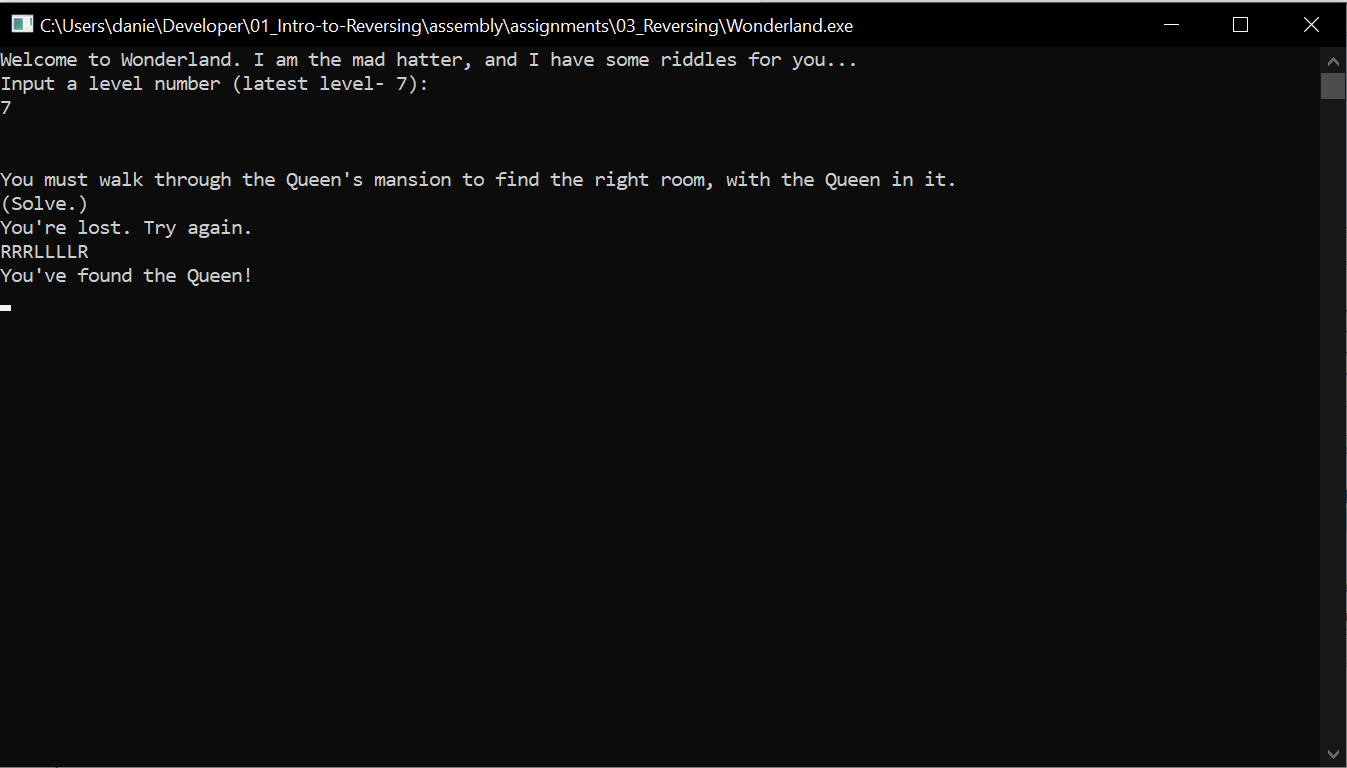 C:\Users\danie\Developer\01_Intro-to-Reversing\assembly\assignments\03_Reversing\Wonderland.exe
Welcome to Wonderland. I am the mad hatter, and I have some riddles for you...
Input a level number (latest level- 7):
7
You must walk through the Queen's mansion to find the right room, with the Queen in it.
(Solve.)
You're lost. Try again.
RRRLLLLR
You've found the Queen!